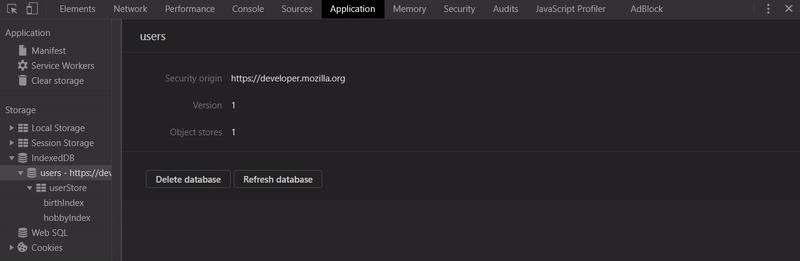 Elements Network Performance Console Sources Application Memory Security Audits JavaScript Profiler AdBlock
Application
Manifest
Service Workers
Clear storage
Storage
Local Storage
Session Storage
IndexedDB
users - https://dev
userStore
birthIndex
hobbyIndex
Web SQL
Cookies
users
Security origin https://developer.mozilla.org
Version 1
Object stores 1
Delete database Refresh database